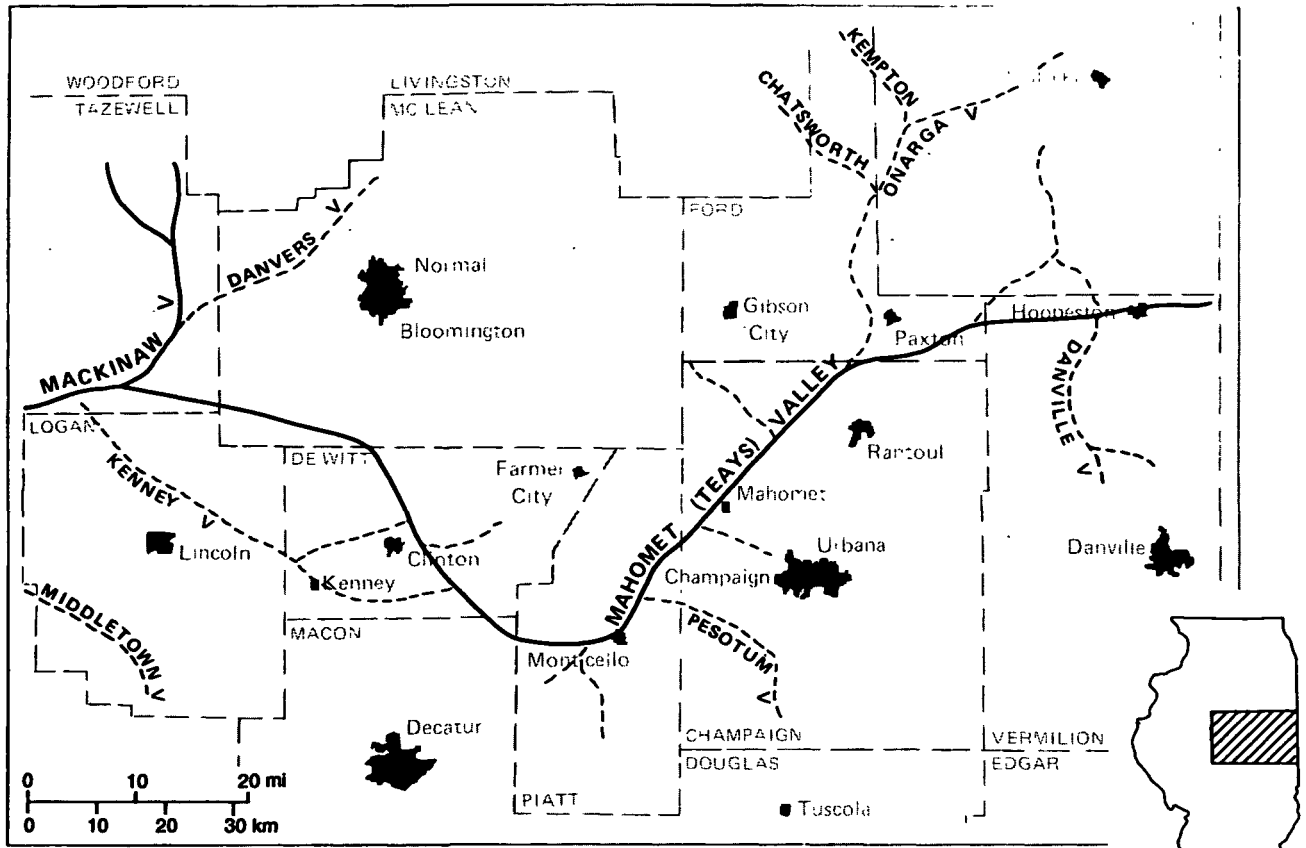 WOODFORD
TAZEWELL
LIVINGSTON
MC LEAN
KEMPTON
CHATSWORTH
ONARGA V
FORD
DANVERS V
Normal
Bloomington
V
MACKINAW
Gibson
City
Paxton
Hoopeston
DANVILLE
V
LOGAN
KENNEY
V
DE WITT
Farmer
City
MAHOMET (TEAYS) VALLEY
Rantoul
Mahomet
Lincoln
Clinton
Kenney
Champaign
Urbana
Danville
MIDDLETOWN V
MACON
Monticello
PESOTUM
V
Decatur
CHAMPAIGN
DOUGLAS
VERMILION
EDGAR
PIATT
Tuscola
0 10 20 mi
0 10 20 30 km